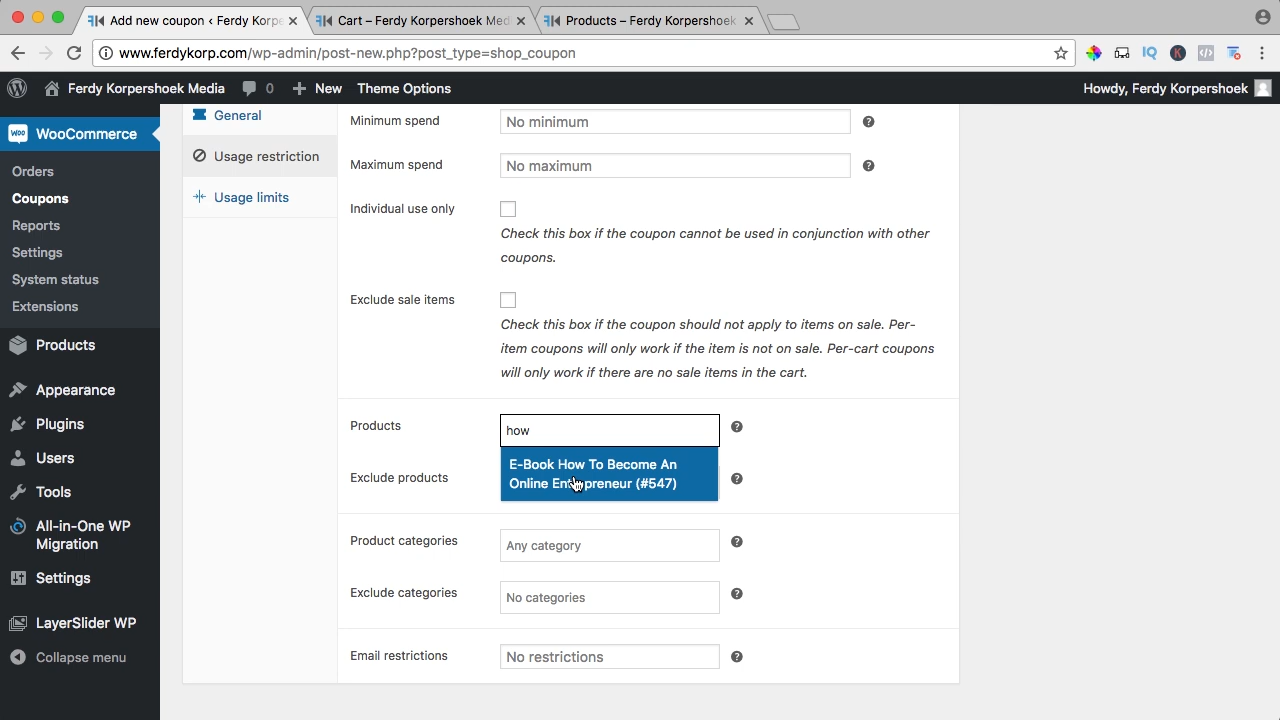 Add new coupon ‹ Ferdy Korpe
Cart – Ferdy Korpershoek Med
Products – Ferdy Korpershoek
www.ferdykorp.com/wp-admin/post-new.php?post_type=shop_coupon
Ferdy Korpershoek Media
0
New
Theme Options
Howdy, Ferdy Korpershoek
WooCommerce
Orders
Coupons
Reports
Settings
System status
Extensions
Products
Appearance
Plugins
Users
Tools
All-in-One WP
Migration
Settings
LayerSlider WP
Collapse menu
General
Usage restriction
Usage limits
Minimum spend
No minimum
Maximum spend
No maximum
Individual use only
Check this box if the coupon cannot be used in conjunction with other
coupons.
Exclude sale items
Check this box if the coupon should not apply to items on sale. Per-
item coupons will only work if the item is not on sale. Per-cart coupons
will only work if there are no sale items in the cart.
Products
how
E-Book How To Become An
Online Entrepreneur (#547)
Exclude products
Product categories
Any category
Exclude categories
No categories
Email restrictions
No restrictions